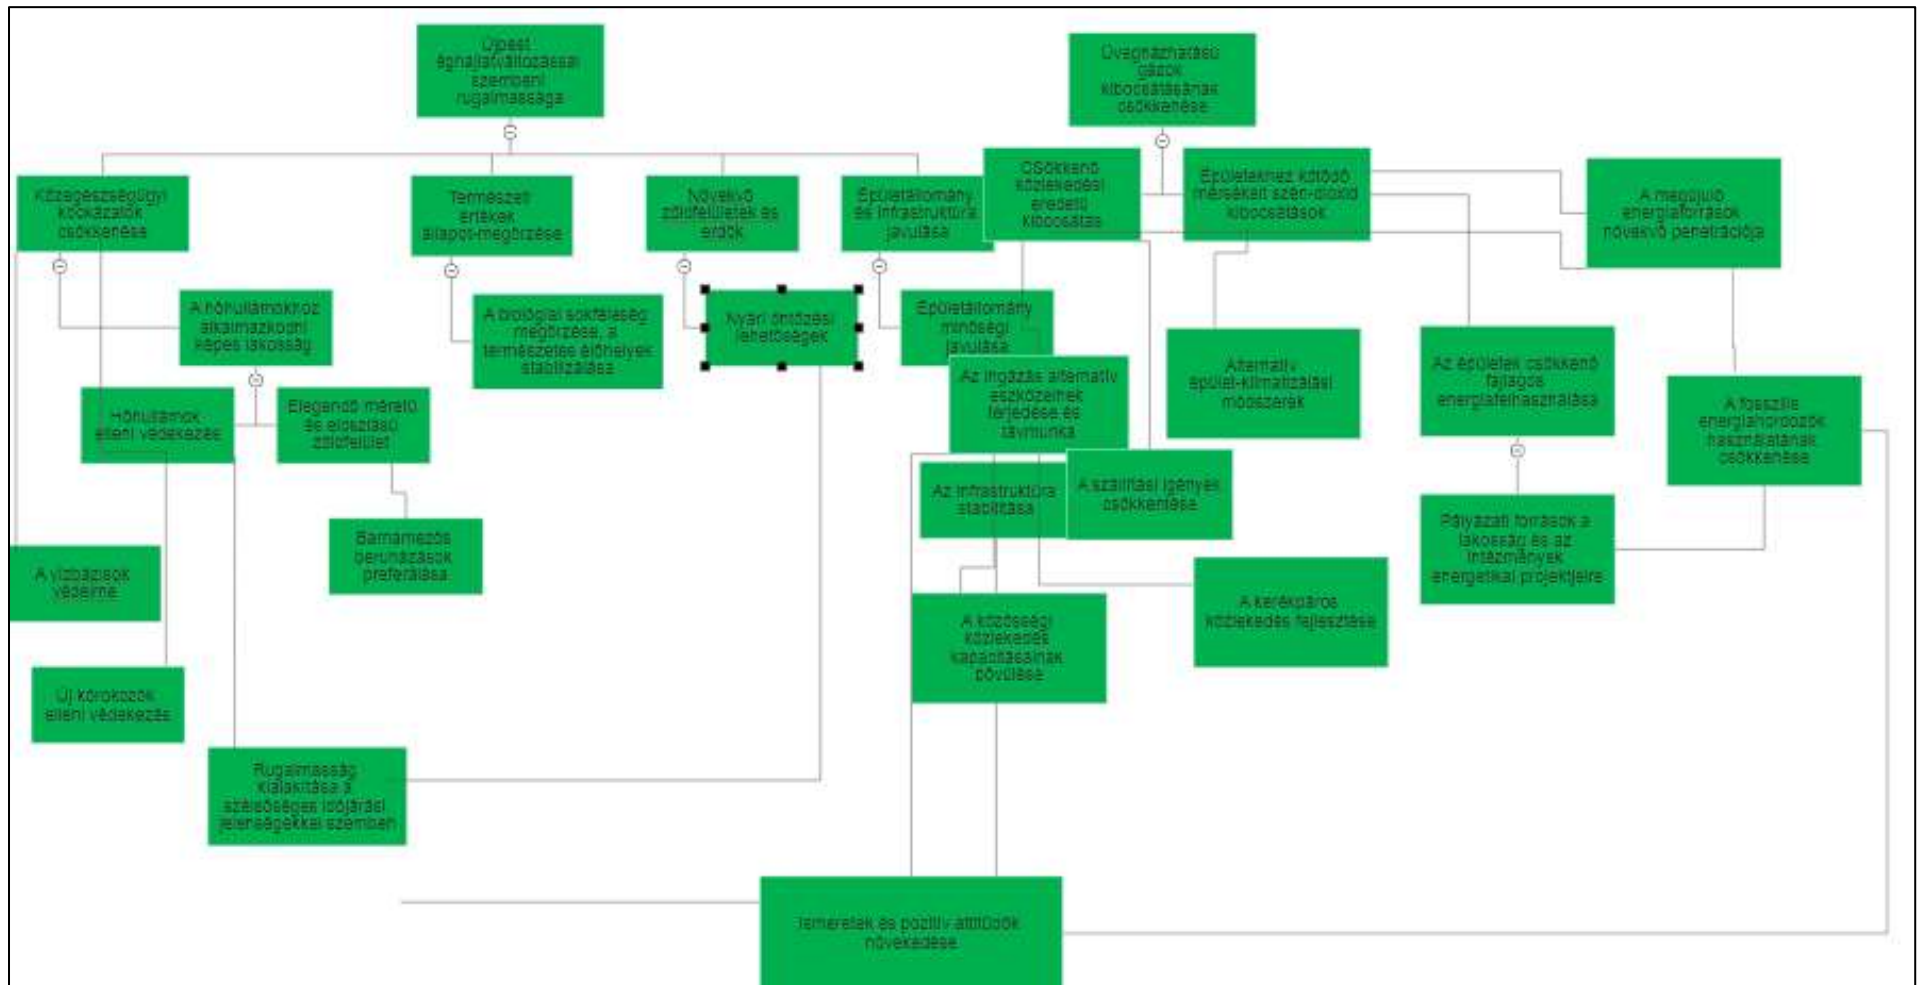 Újpest
éghajlatváltozással
szembeni
rugalmassága
Üvegházhatású
gázok
kibocsátásának
csökkenése
Közegészségügyi
kockázatok
csökkenése
Természeti
értékek
állapot-megőrzése
Növekvő
zöldfelületek és
erdők
Épületállomány
és infrastruktúra
javulása
CSökkenő
közlekedési
eredetű
kibocsátás
Épületekhez kötődő
mérsékelt szén-dioxid
kibocsátások
A megújuló
energiaforrások
növekvő penetrációja
A hőhullámokhoz
alkalmazkodni
képes lakosság
A biológiai sokféleség
megőrzése, a
természetes élőhelyek
stabilizálása
Nyári öntözési
lehetőségek
Épületállomány
minőségi
javulása
Az ingázás alternatív
eszközeinek
terjedése és
távmunka
Alternatív
épület-klimatizálási
módszerek
Az épületek csökkenő
fajlagos
energiafelhasználása
A fosszilis
energiahordozók
használatának
csökkenése
Hőhullámok
elleni védekezés
Elegendő méretű
és elosztású
zöldfelület
Az infrastruktúra
stabilitása
A szállítási igények
csökkentése
Barnamezős
beruházások
preferálása
Pályázati források a
lakosság és az
intézmények
energetikai projektjeire
A vízbázisok
védelme
A közösségi
közlekedés
kapacitásainak
bővülése
A kerékpáros
közlekedés fejlesztése
Új kórokozók
elleni védekezés
Rugalmasság
kialakítása a
szélsőséges időjárási
jelenségekkel szemben
Ismeretek és pozitív attitűdök
növekedése